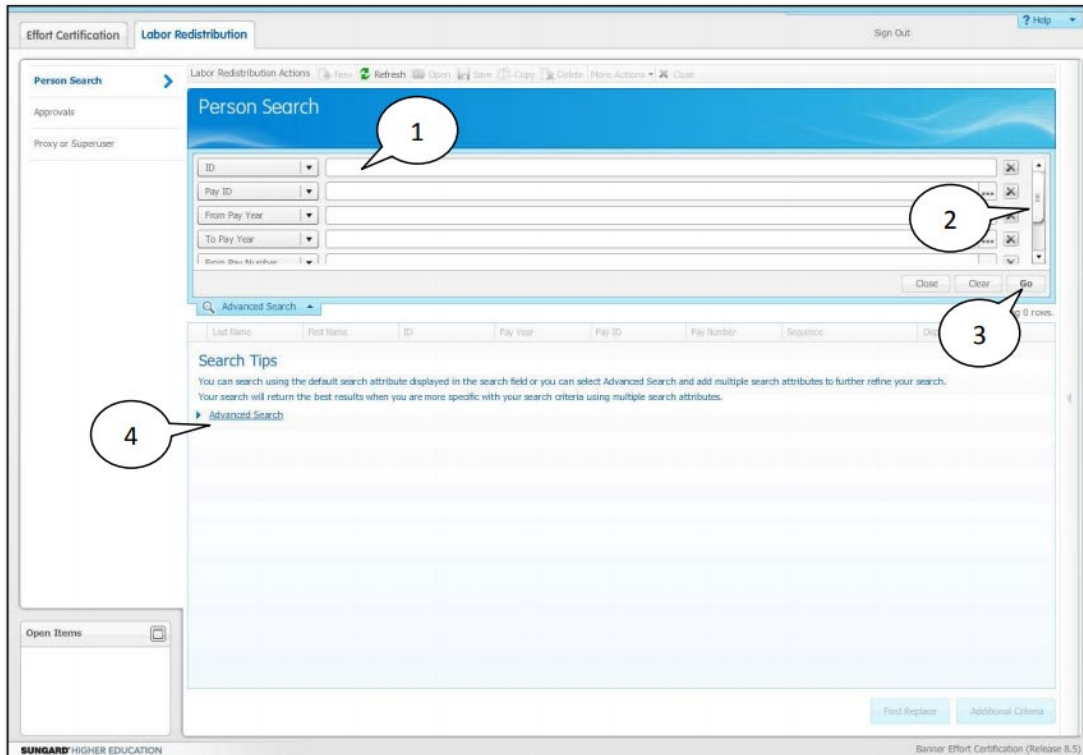 ? Help
Sign Out
Effort Certification
Labor Redistribution
Person Search
Approvals
Proxy or Superuser
Labor Redistribution Actions New Refresh Open Save Copy Delete More Actions Close
Person Search
1
ID
Pay ID
...
From Pay Year
2
To Pay Year
...
From Pay Number
Close Clear Go
Advanced Search
3
g 0 rows.
Last Name First Name ID Pay Year Pay ID Pay Number Sequence
Search Tips
You can search using the default search attribute displayed in the search field or you can select Advanced Search and add multiple search attributes to further refine your search.
Your search will return the best results when you are more specific with your search criteria using multiple search attributes.
Advanced Search
4
Open Items
Find Replace Additional Criteria
SUNGARD HIGHER EDUCATION
Banner Effort Certification (Release 8.5)